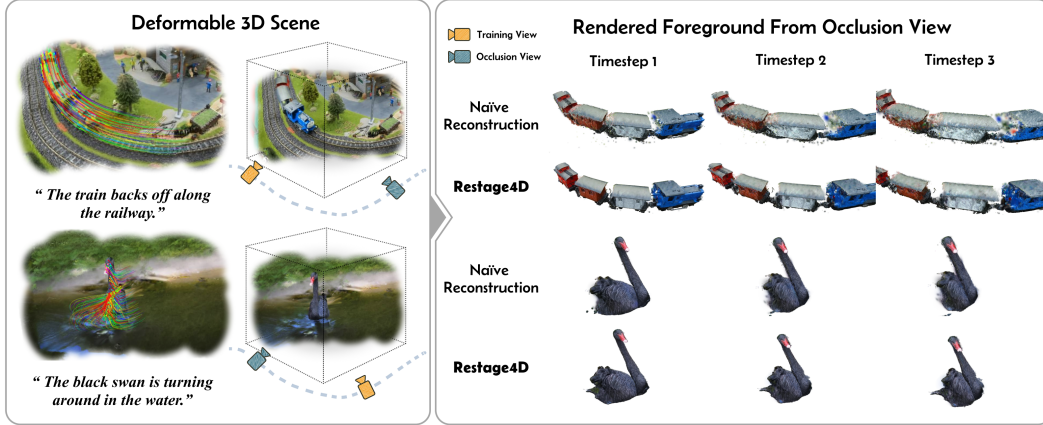 Deformable 3D Scene
“ The train backs off along
the railway.”
“ The black swan is turning
around in the water.”
Training View
Occlusion View
Rendered Foreground From Occlusion View
Timestep 1
Timestep 2
Timestep 3
Naïve
Reconstruction
Restage4D
Naïve
Reconstruction
Restage4D